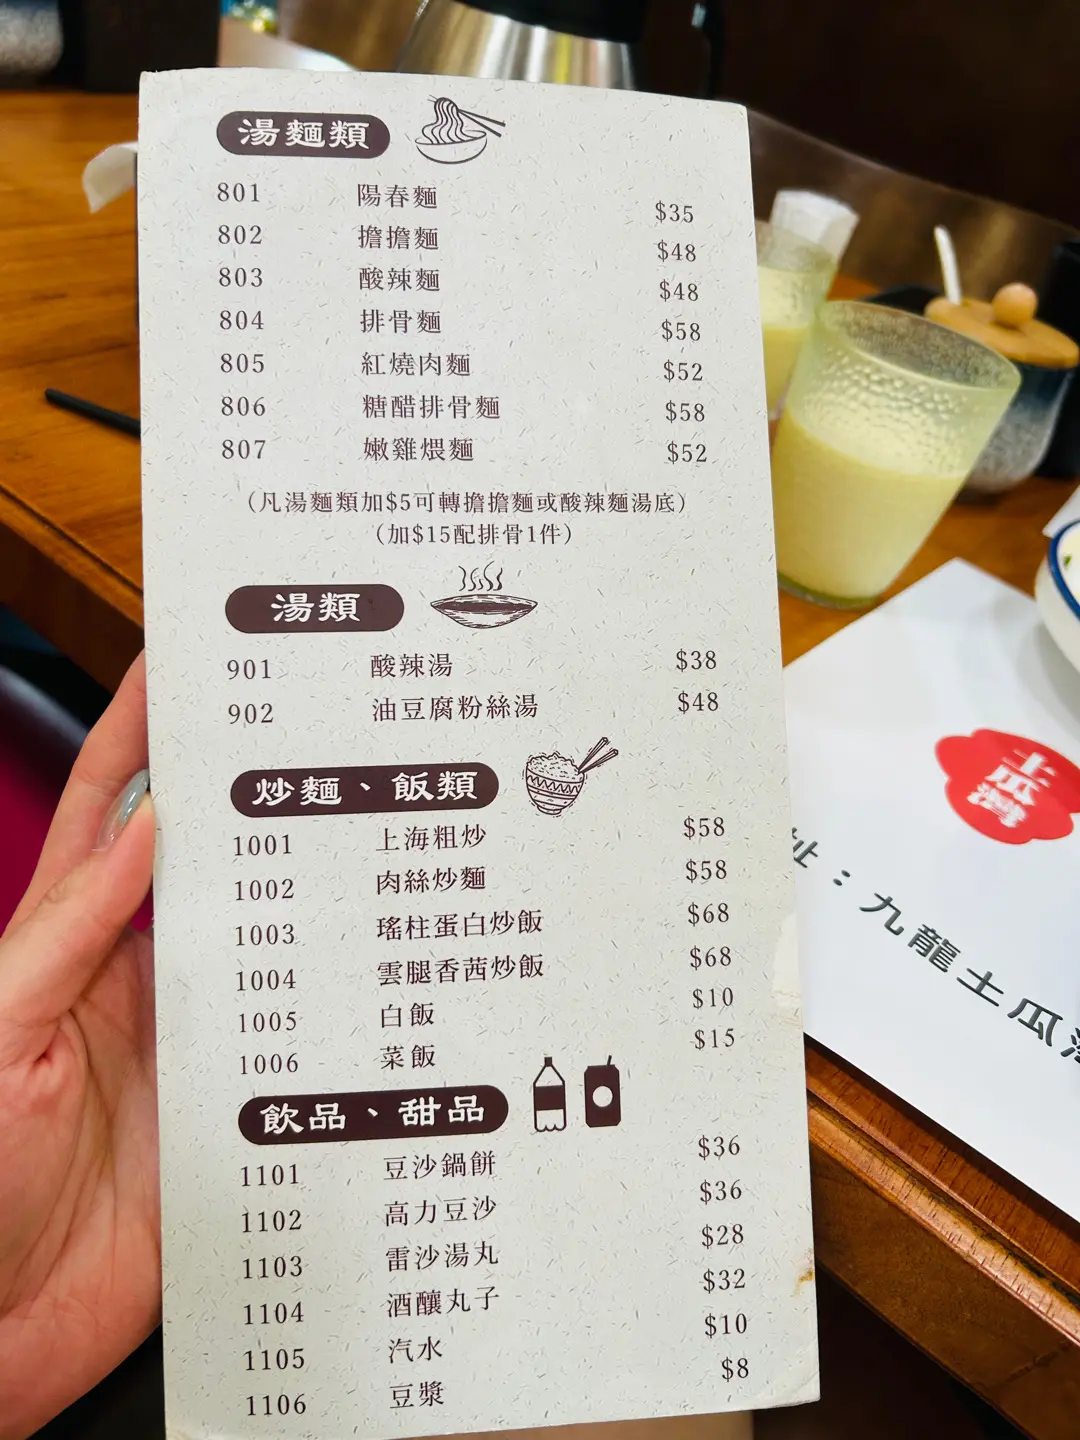 湯麵類
801 陽春麵 $35
802 擔擔麵 $48
803 酸辣麵 $48
804 排骨麵 $58
805 紅燒肉麵 $52
806 糖醋排骨麵 $58
807 嫩雞煨麵 $52
（凡湯麵類加$5可轉擔擔麵或酸辣麵湯底）
（加$15配排骨1件）
湯類
901 酸辣湯 $38
902 油豆腐粉絲湯 $48
炒麵、飯類
1001 上海粗炒 $58
1002 肉絲炒麵 $58
1003 瑤柱蛋白炒飯 $68
1004 雲腿香茜炒飯 $68
1005 白飯 $10
1006 菜飯 $15
飲品、甜品
1101 豆沙鍋餅 $36
1102 高力豆沙 $36
1103 雷沙湯丸 $28
1104 酒釀丸子 $32
1105 汽水 $10
1106 豆漿 $8
土瓜灣
址：九龍土瓜灣